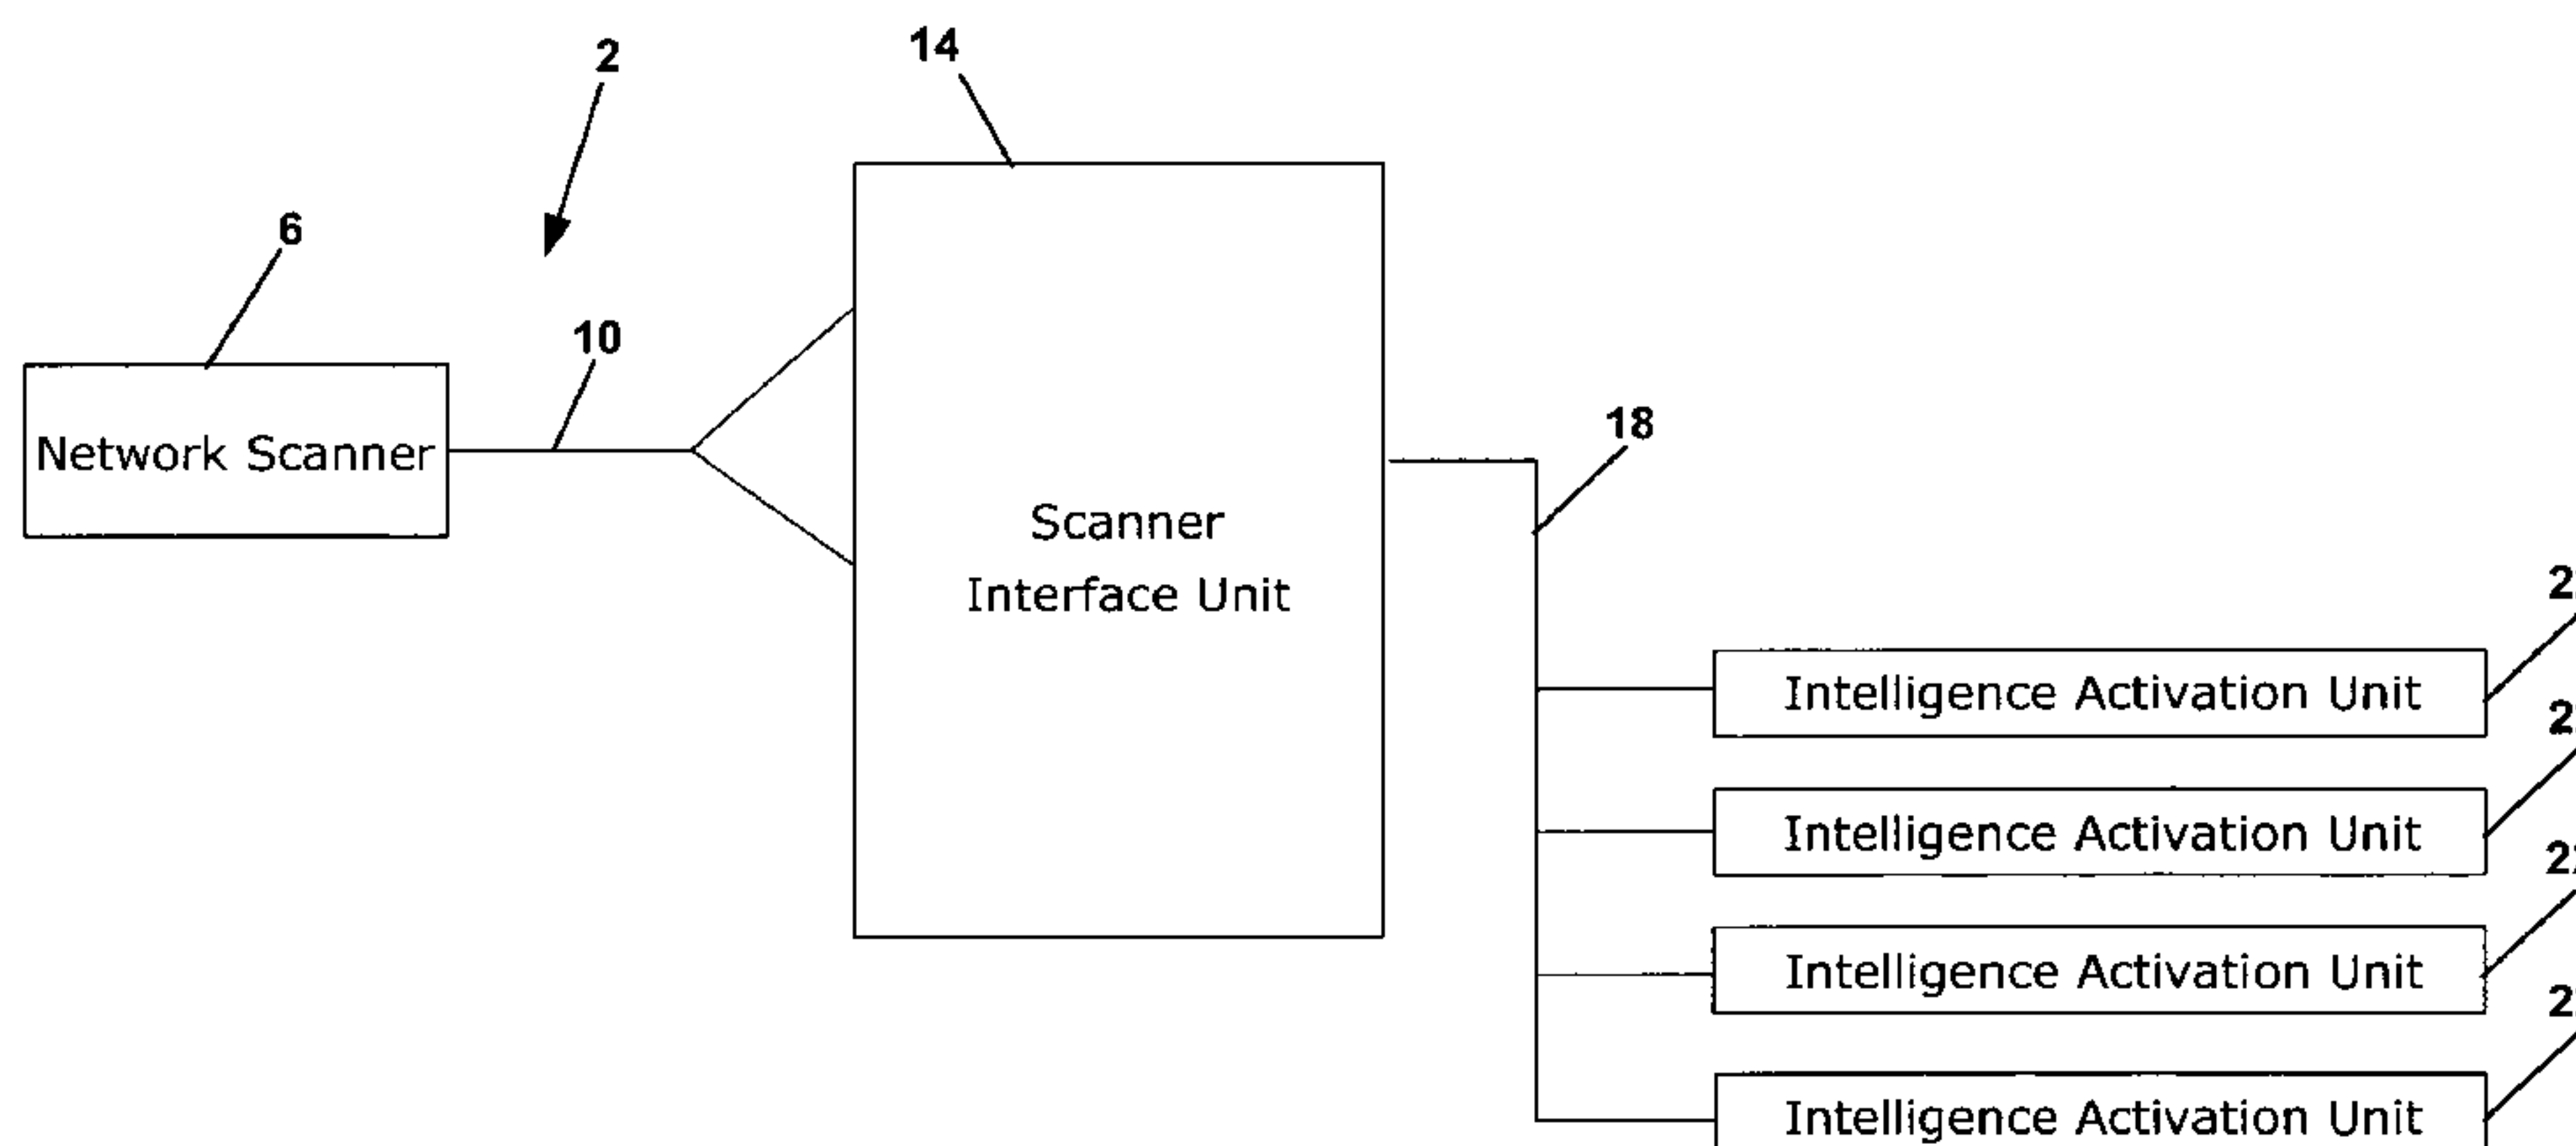 2
14
6
10
Network Scanner
18
Scanner
Interface Unit
Intelligence Activation Unit
Intelligence Activation Unit
Intelligence Activation Unit
Intelligence Activation Unit